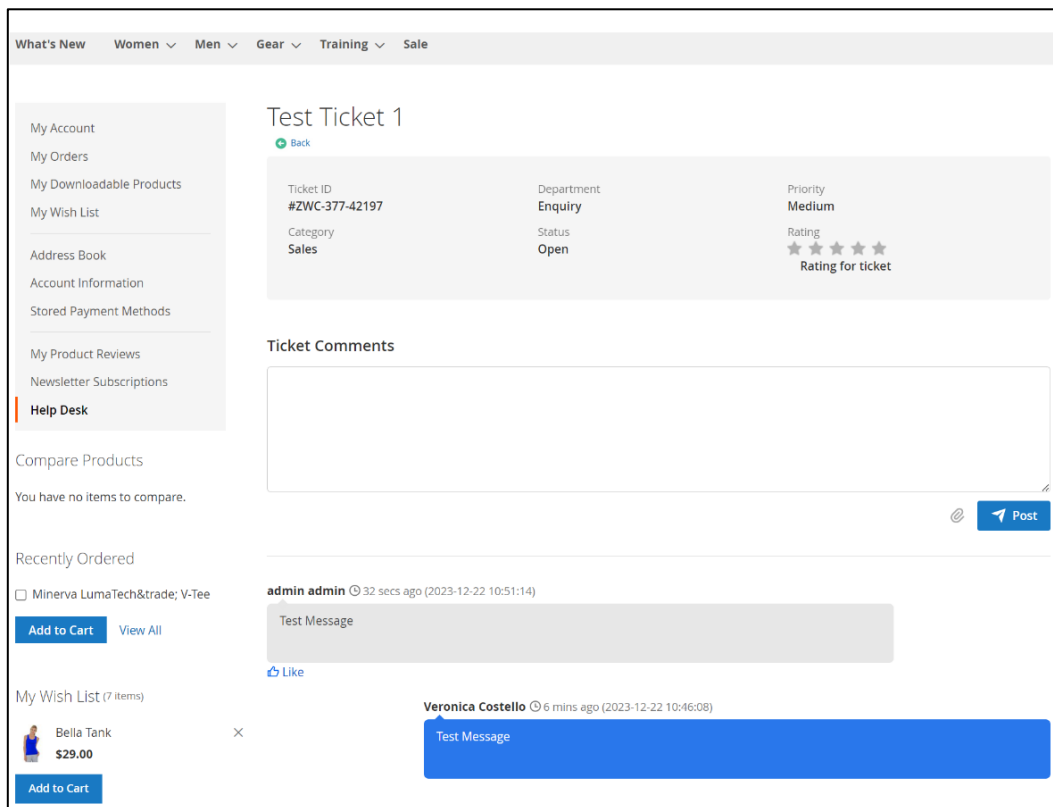 What's New Women Men Gear Training Sale
My Account
My Orders
My Downloadable Products
My Wish List
Address Book
Account Information
Stored Payment Methods
My Product Reviews
Newsletter Subscriptions
Help Desk
Compare Products
You have no items to compare.
Recently Ordered
Minerva LumaTech&trade; V-Tee
Add to Cart View All
My Wish List (7 items)
Bella Tank
$29.00
Add to Cart
Test Ticket 1
Back
Ticket ID Department Priority
#ZWC-377-42197 Enquiry Medium
Category Status Rating
Sales Open
Rating for ticket
Ticket Comments
Post
admin admin 32 secs ago (2023-12-22 10:51:14)
Test Message
Like
Veronica Costello 6 mins ago (2023-12-22 10:46:08)
Test Message